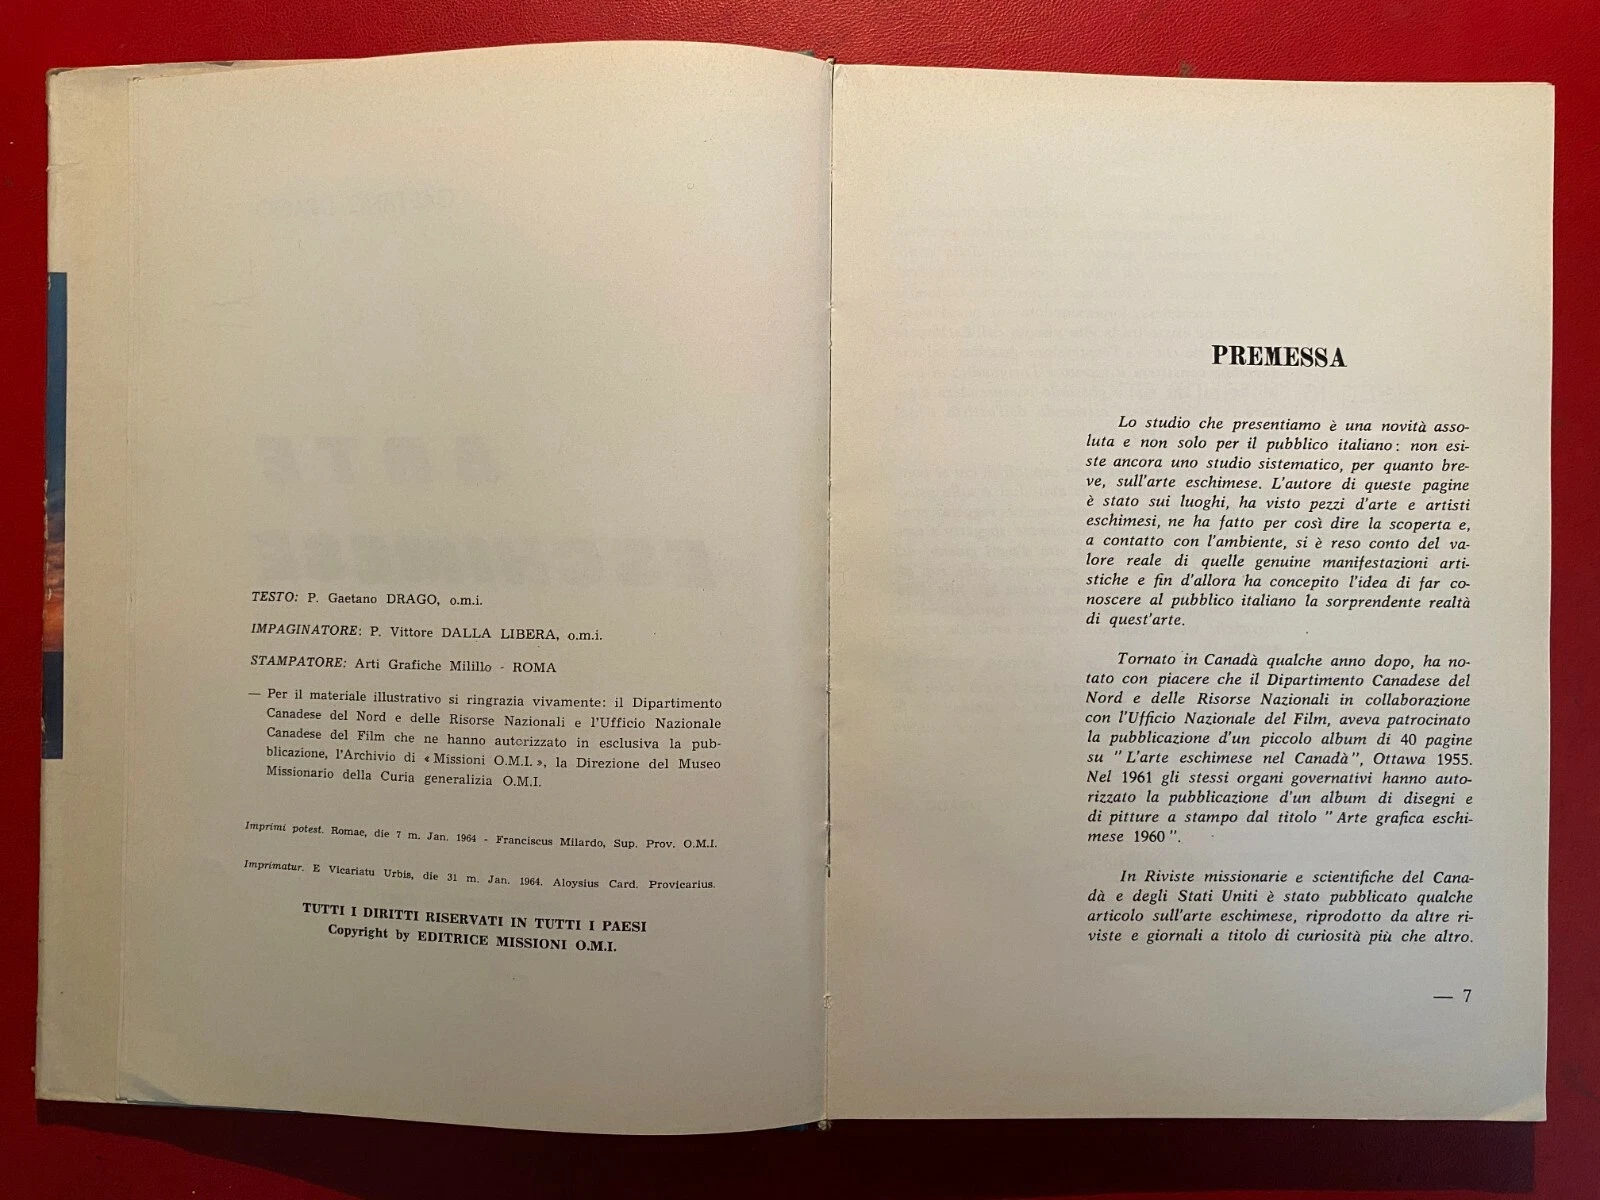 TESTO: P. Gaetano DRAGO, o.m.i.
IMPAGINATORE: P. Vittore DALLA LIBERA, o.m.i.
STAMPATORE: Arti Grafiche Milillo - ROMA
— Per il materiale illustrativo si ringrazia vivamente: il Dipartimento
Canadese del Nord e delle Risorse Nazionali e l'Ufficio Nazionale
Canadese del Film che ne hanno autorizzato in esclusiva la pub-
blicazione, l'Archivio di « Missioni O.M.I. », la Direzione del Museo
Missionario della Curia generalizia O.M.I.
Imprimi potest. Romae, die 7 m. Jan. 1964 - Franciscus Milardo, Sup. Prov. O.M.I.
Imprimatur. E Vicariatu Urbis, die 31 m. Jan. 1964. Aloysius Card. Provicarius.
TUTTI I DIRITTI RISERVATI IN TUTTI I PAESI
Copyright by EDITRICE MISSIONI O.M.I.
PREMESSA
Lo studio che presentiamo è una novità asso-
luta e non solo per il pubblico italiano: non esi-
ste ancora uno studio sistematico, per quanto bre-
ve, sull'arte eschimese. L'autore di queste pagine
è stato sui luoghi, ha visto pezzi d'arte e artisti
eschimesi, ne ha fatto per così dire la scoperta e,
a contatto con l'ambiente, si è reso conto del va-
lore reale di quelle genuine manifestazioni arti-
stiche e fin d'allora ha concepito l'idea di far co-
noscere al pubblico italiano la sorprendente realtà
di quest'arte.
Tornato in Canadà qualche anno dopo, ha no-
tato con piacere che il Dipartimento Canadese del
Nord e delle Risorse Nazionali in collaborazione
con l'Ufficio Nazionale del Film, aveva patrocinato
la pubblicazione d'un piccolo album di 40 pagine
su "L'arte eschimese nel Canadà", Ottawa 1955.
Nel 1961 gli stessi organi governativi hanno auto-
rizzato la pubblicazione d'un album di disegni e
di pitture a stampo dal titolo "Arte grafica eschi-
mese 1960".
In Riviste missionarie e scientifiche del Cana-
dà e degli Stati Uniti è stato pubblicato qualche
articolo sull'arte eschimese, riprodotto da altre ri-
viste e giornali a titolo di curiosità più che altro.
— 7